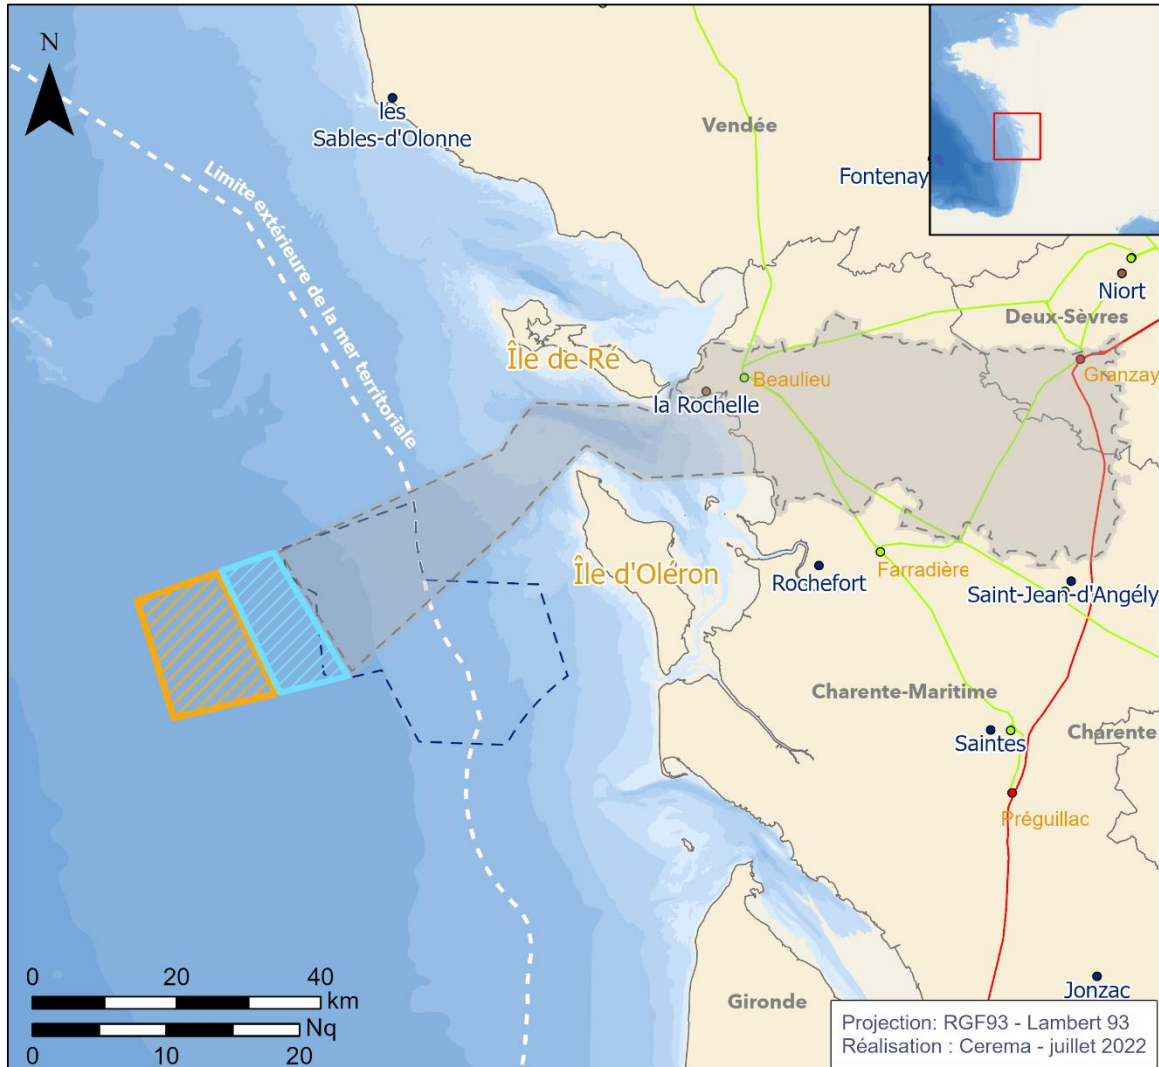 N
les
Sables-d'Olonne
Vendée
Fontenay
Limite extérieure de la mer territoriale
Niort
Deux-Sèvres
Île de Ré
Beaulieu
Granzay
la Rochelle
Île d'Oléron
Rochefort
Farradière
Saint-Jean-d'Angély
Charente-Maritime
Saintes
Charente
Préguillac
0 20 40
km
Nq
0 10 20
Gironde
Jonzac
Projection: RGF93 - Lambert 93
Réalisation : Cerema - juillet 2022